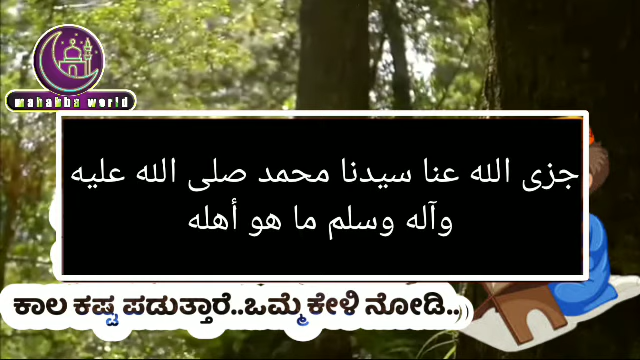 mahabba world
جزى الله عنا سيدنا محمد صلى الله عليه
وآله وسلم ما هو أهله
ಕಾಲ ಕಷ್ಟ ಪಡುತ್ತಾರೆ..ಒಮ್ಮೆ ಕೇಳಿ ನೋಡಿ..))